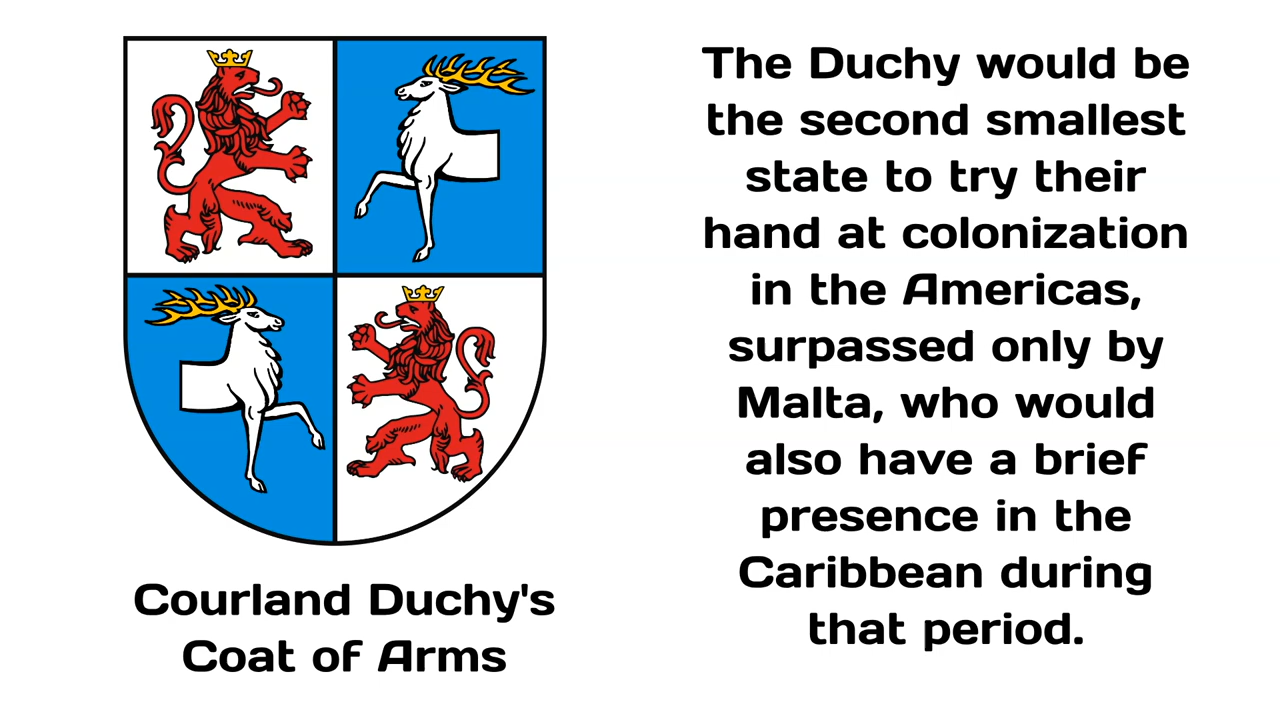 The Duchy would be
the second smallest
state to try their
hand at colonization
in the Americas,
surpassed only by
Malta, who would
also have a brief
presence in the
Caribbean during
that period.
Courland Duchy's
Coat of Arms